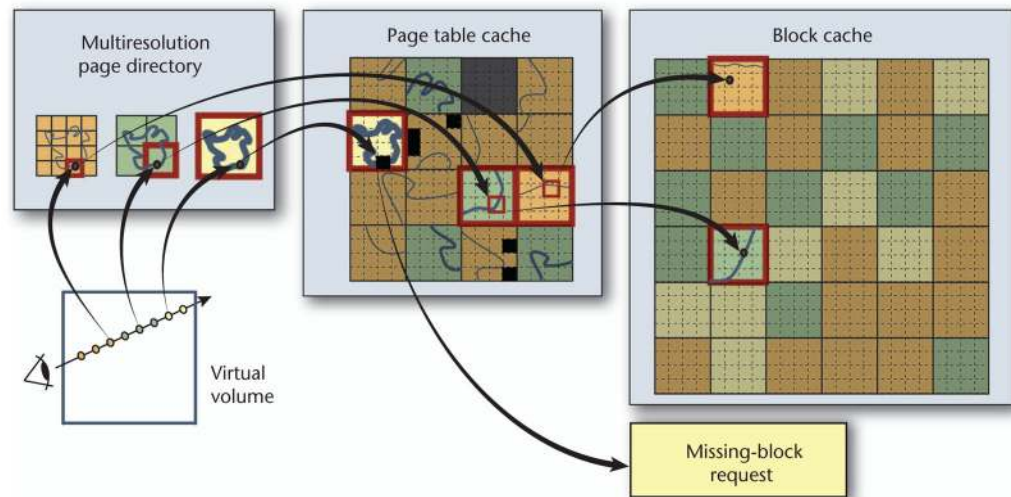 Multiresolution
page directory
Page table cache
Block cache
Virtual
volume
Missing-block
request